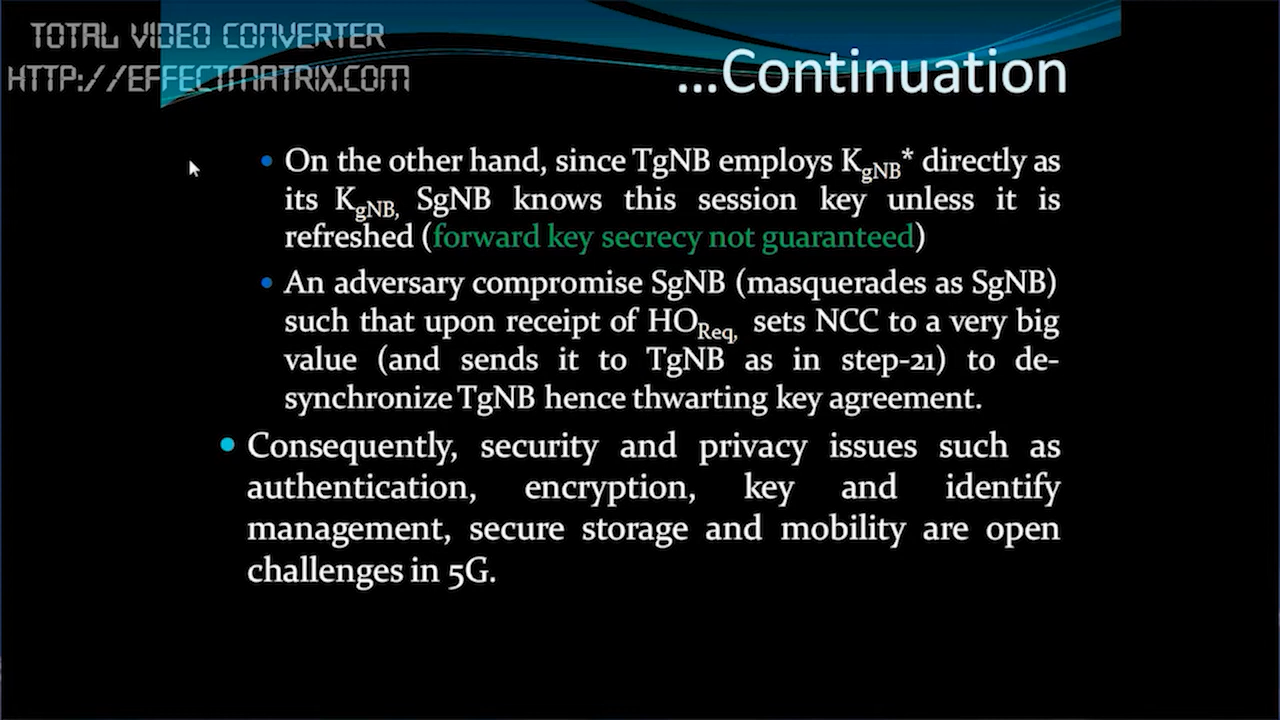 TOTAL VIDEO CONVERTER
HTTP://EFFECTMATRIX.COM
...Continuation
• On the other hand, since TgNB employs KgNB* directly as
its KgNB, SgNB knows this session key unless it is
refreshed (forward key secrecy not guaranteed)
• An adversary compromise SgNB (masquerades as SgNB)
such that upon receipt of HOReq, sets NCC to a very big
value (and sends it to TgNB as in step-21) to de-
synchronize TgNB hence thwarting key agreement.
• Consequently, security and privacy issues such as
authentication, encryption, key and identify
management, secure storage and mobility are open
challenges in 5G.